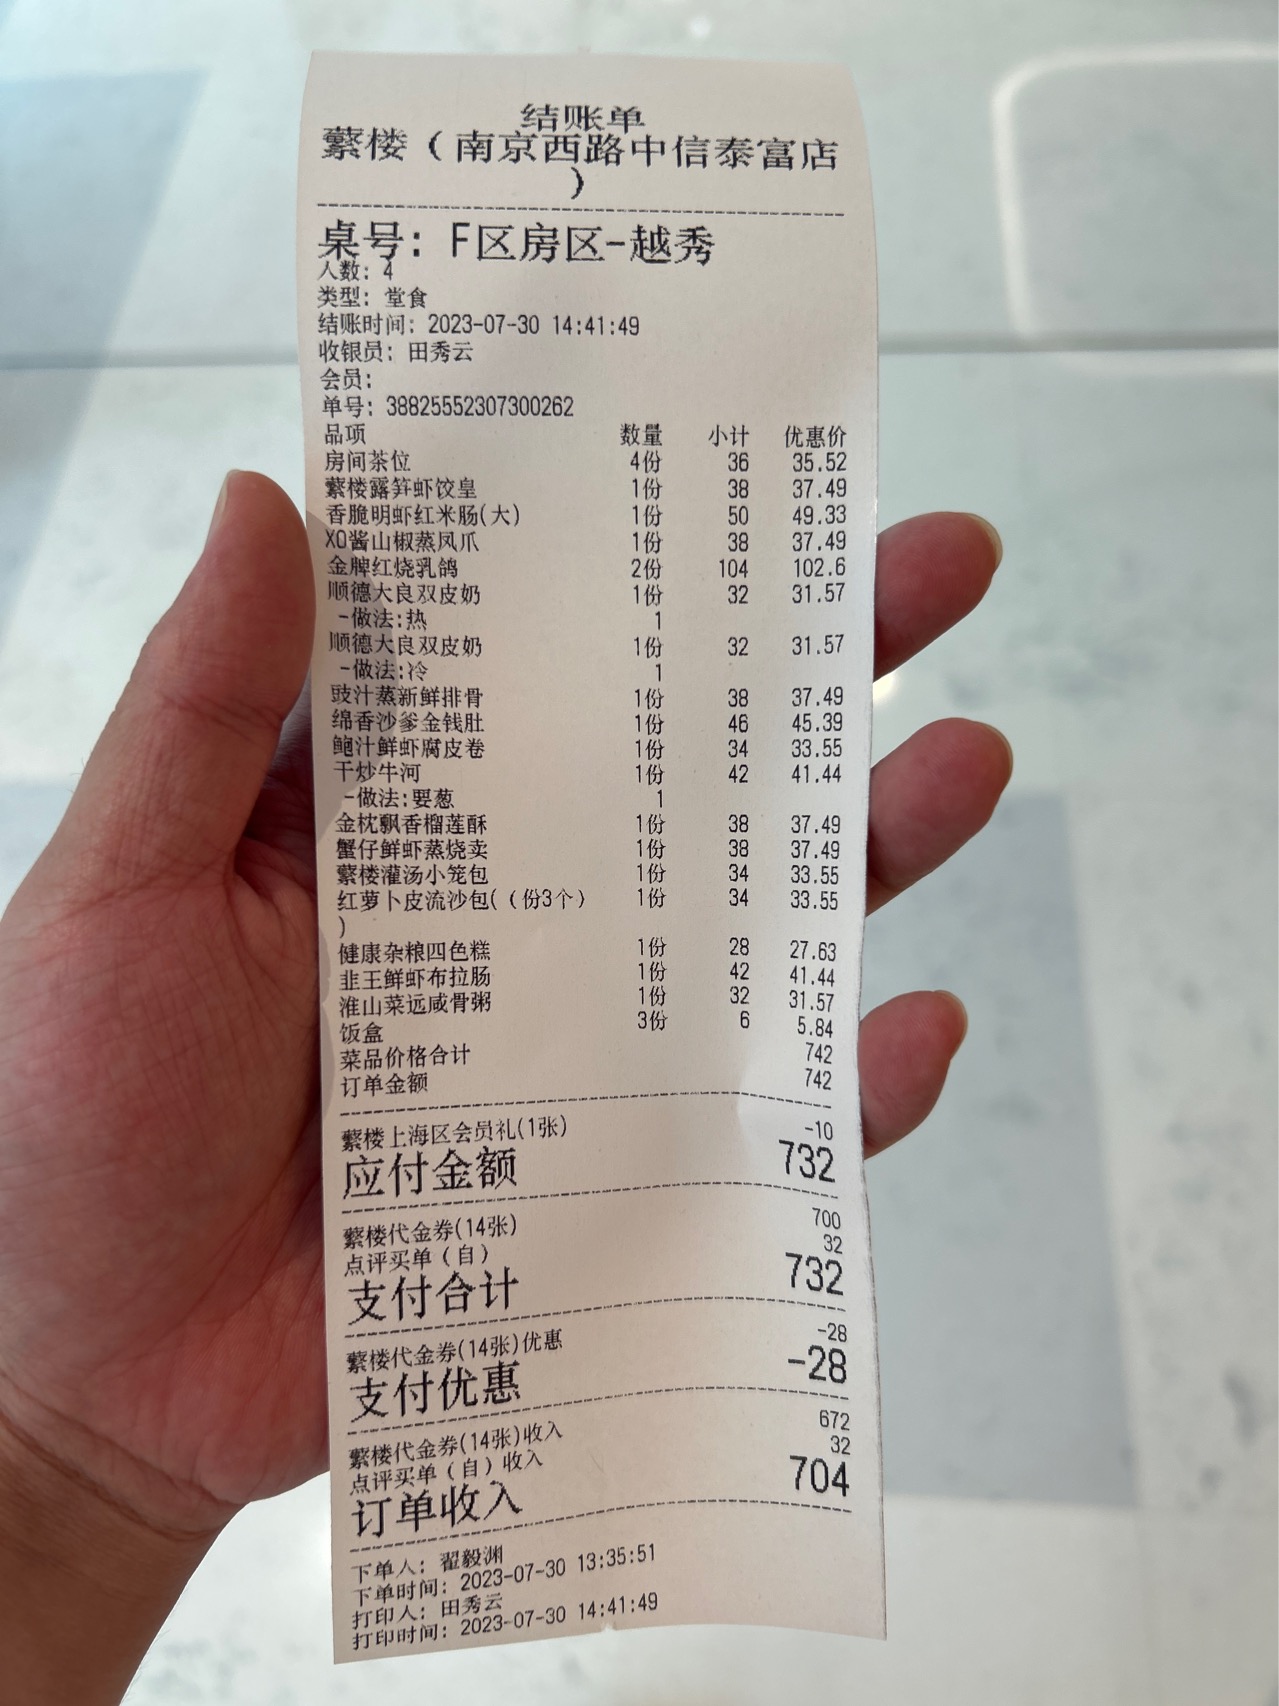 结账单
蘩楼（南京西路中信泰富店
）
桌号: F区房区-越秀
人数: 4
类型: 堂食
结账时间: 2023-07-30 14:41:49
收银员: 田秀云
会员:
单号: 38825552307300262
品项 数量 小计 优惠价
房间茶位 4份 36 35.52
蘩楼露笋虾饺皇 1份 38 37.49
香脆明虾红米肠(大) 1份 50 49.33
XO酱山椒蒸凤爪 1份 38 37.49
金牌红烧乳鸽 2份 104 102.6
顺德大良双皮奶 1份 32 31.57
-做法:热 1
顺德大良双皮奶 1份 32 31.57
-做法:冷 1
豉汁蒸新鲜排骨 1份 38 37.49
绵香沙爹金钱肚 1份 46 45.39
鲍汁鲜虾腐皮卷 1份 34 33.55
干炒牛河 1份 42 41.44
-做法:要葱 1
金枕飘香榴莲酥 1份 38 37.49
蟹仔鲜虾蒸烧卖 1份 38 37.49
蘩楼灌汤小笼包 1份 34 33.55
红萝卜皮流沙包(（份3个） 1份 34 33.55
)
健康杂粮四色糕 1份 28 27.63
韭王鲜虾布拉肠 1份 42 41.44
淮山菜远咸骨粥 1份 32 31.57
饭盒 3份 6 5.84
菜品价格合计 742
订单金额 742
蘩楼上海区会员礼(1张) -10
应付金额 732
蘩楼代金券(14张) 700
点评买单（自） 32
支付合计 732
蘩楼代金券(14张)优惠 -28
支付优惠 -28
蘩楼代金券(14张)收入 672
点评买单（自）收入 32
订单收入 704
下单人: 翟毅渊
下单时间: 2023-07-30 13:35:51
打印人: 田秀云
打印时间: 2023-07-30 14:41:49